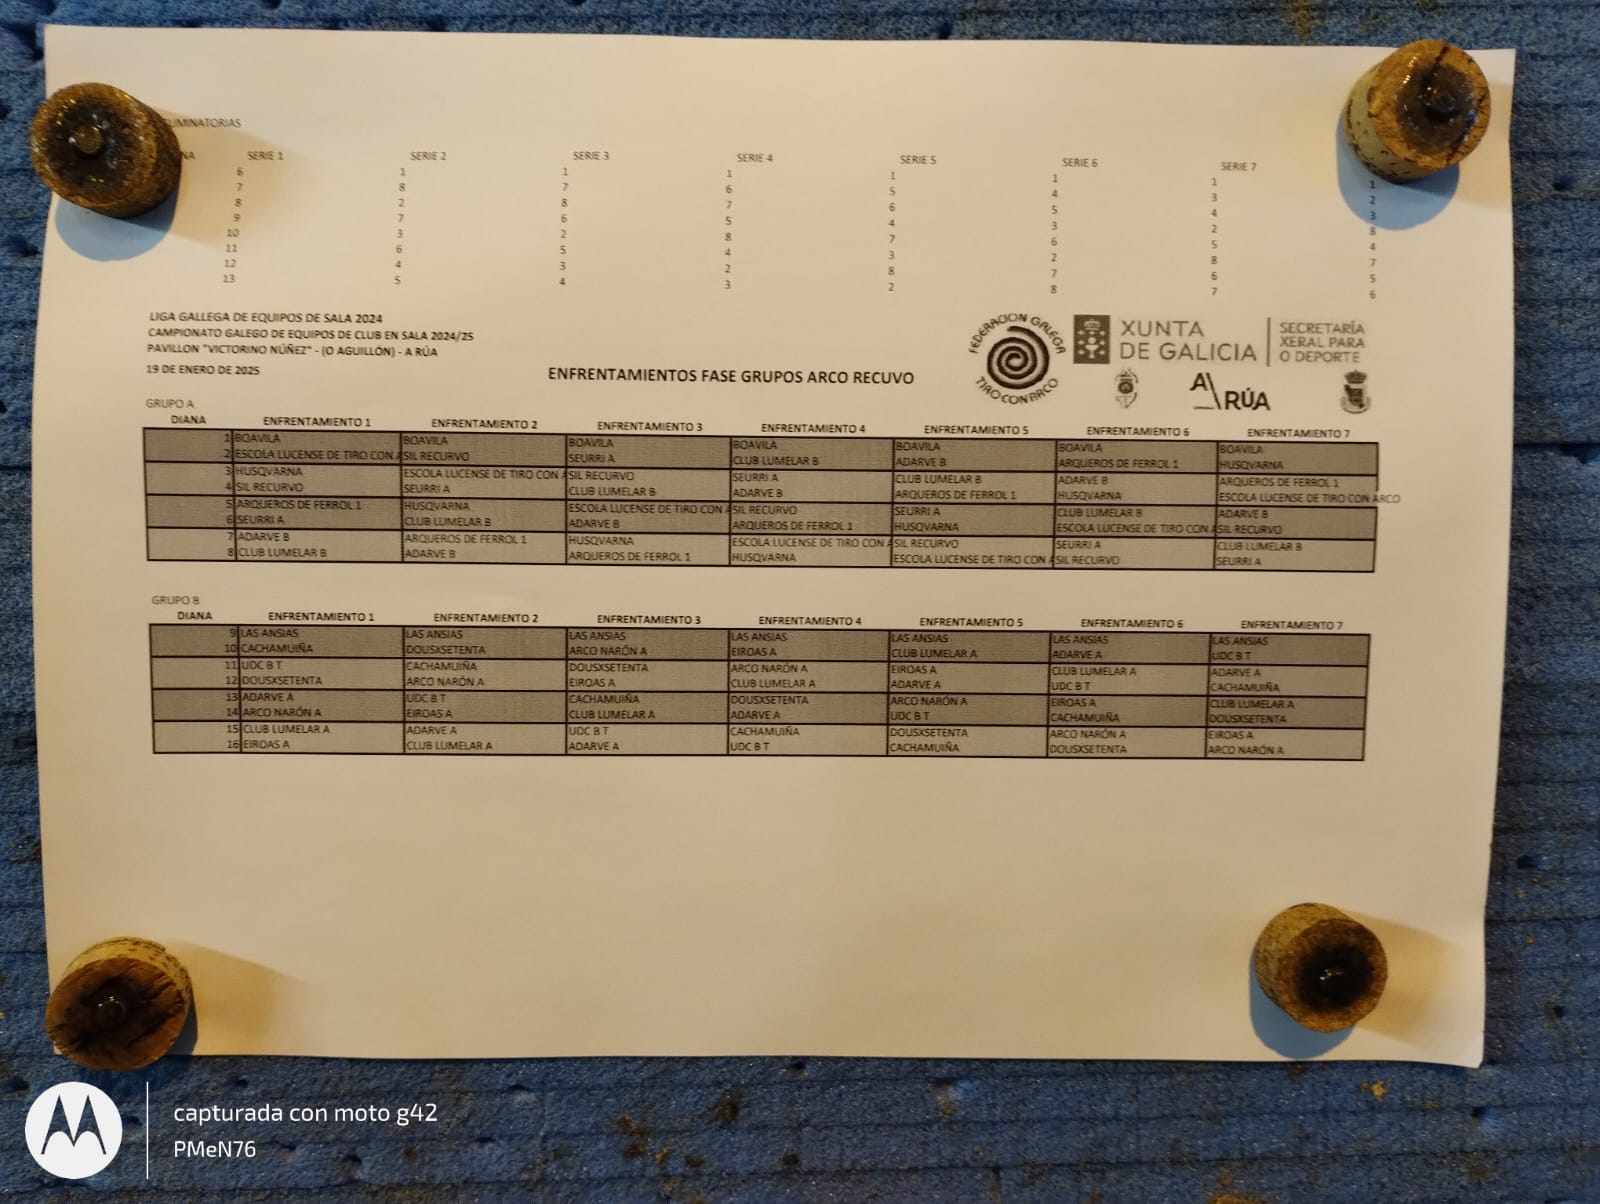 LIMINATORIAS
NA SERIE 1 SERIE 2 SERIE 3 SERIE 4 SERIE 5 SERIE 6 SERIE 7
6 1 1 1 1 1 1 1
7 8 7 6 5 4 3 2
8 2 8 7 6 5 4 3
9 7 6 5 4 3 2 8
10 3 2 8 7 6 5 4
11 6 5 4 3 2 8 7
12 4 3 2 8 7 6 5
13 5 4 3 2 8 7 6
LIGA GALLEGA DE EQUIPOS DE SALA 2024
CAMPIONATO GALEGO DE EQUIPOS DE CLUB EN SALA 2024/25
PAVILLON "VICTORINO NÚÑEZ" - (O AGUILLÓN) - A RÚA
19 DE ENERO DE 2025
ENFRENTAMIENTOS FASE GRUPOS ARCO RECUVO
FEDERACION GALEGA
TIRO CON ARCO
XUNTA
DE GALICIA
SECRETARÍA
XERAL PARA
O DEPORTE
A RÚA
GRUPO A
DIANA ENFRENTAMIENTO 1 ENFRENTAMIENTO 2 ENFRENTAMIENTO 3 ENFRENTAMIENTO 4 ENFRENTAMIENTO 5 ENFRENTAMIENTO 6 ENFRENTAMIENTO 7
1 BOAVILA BOAVILA BOAVILA BOAVILA BOAVILA BOAVILA BOAVILA
2 ESCOLA LUCENSE DE TIRO CON A SIL RECURVO SEURRI A CLUB LUMELAR B ADARVE B ARQUEROS DE FERROL 1 HUSQVARNA
3 HUSQVARNA ESCOLA LUCENSE DE TIRO CON A SIL RECURVO SEURRI A CLUB LUMELAR B ADARVE B ARQUEROS DE FERROL 1
4 SIL RECURVO SEURRI A CLUB LUMELAR B ADARVE B ARQUEROS DE FERROL 1 HUSQVARNA ESCOLA LUCENSE DE TIRO CON ARCO
5 ARQUEROS DE FERROL 1 HUSQVARNA ESCOLA LUCENSE DE TIRO CON A SIL RECURVO SEURRI A CLUB LUMELAR B ADARVE B
6 SEURRI A CLUB LUMELAR B ADARVE B ARQUEROS DE FERROL 1 HUSQVARNA ESCOLA LUCENSE DE TIRO CON A SIL RECURVO
7 ADARVE B ARQUEROS DE FERROL 1 HUSQVARNA ESCOLA LUCENSE DE TIRO CON A SIL RECURVO SEURRI A CLUB LUMELAR B
8 CLUB LUMELAR B ADARVE B ARQUEROS DE FERROL 1 HUSQVARNA ESCOLA LUCENSE DE TIRO CON A SIL RECURVO SEURRI A
GRUPO B
DIANA ENFRENTAMIENTO 1 ENFRENTAMIENTO 2 ENFRENTAMIENTO 3 ENFRENTAMIENTO 4 ENFRENTAMIENTO 5 ENFRENTAMIENTO 6 ENFRENTAMIENTO 7
9 LAS ANSIAS LAS ANSIAS LAS ANSIAS LAS ANSIAS LAS ANSIAS LAS ANSIAS LAS ANSIAS
10 CACHAMUIÑA DOUSXSETENTA ARCO NARÓN A EIROAS A CLUB LUMELAR A ADARVE A UDC B T
11 UDC B T CACHAMUIÑA DOUSXSETENTA ARCO NARÓN A EIROAS A CLUB LUMELAR A ADARVE A
12 DOUSXSETENTA ARCO NARÓN A EIROAS A CLUB LUMELAR A ADARVE A UDC B T CACHAMUIÑA
13 ADARVE A UDC B T CACHAMUIÑA DOUSXSETENTA ARCO NARÓN A EIROAS A CLUB LUMELAR A
14 ARCO NARÓN A EIROAS A CLUB LUMELAR A ADARVE A UDC B T CACHAMUIÑA DOUSXSETENTA
15 CLUB LUMELAR A ADARVE A UDC B T CACHAMUIÑA DOUSXSETENTA ARCO NARÓN A EIROAS A
16 EIROAS A CLUB LUMELAR A ADARVE A UDC B T CACHAMUIÑA DOUSXSETENTA ARCO NARÓN A
capturada con moto g42
PMeN76